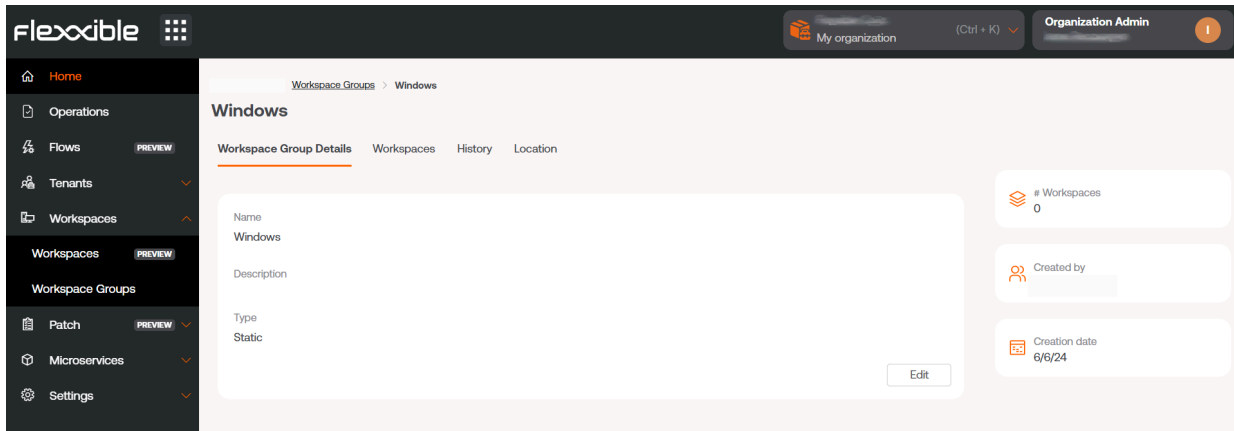 flexxible
My organization
(Ctrl + K)
Organization Admin
I
Home
Operations
Flows PREVIEW
Tenants
Workspaces
Workspaces PREVIEW
Workspace Groups
Patch PREVIEW
Microservices
Settings
Workspace Groups > Windows
Windows
Workspace Group Details Workspaces History Location
Name
Windows
Description
Type
Static
Edit
# Workspaces
0
Created by
Creation date
6/6/24